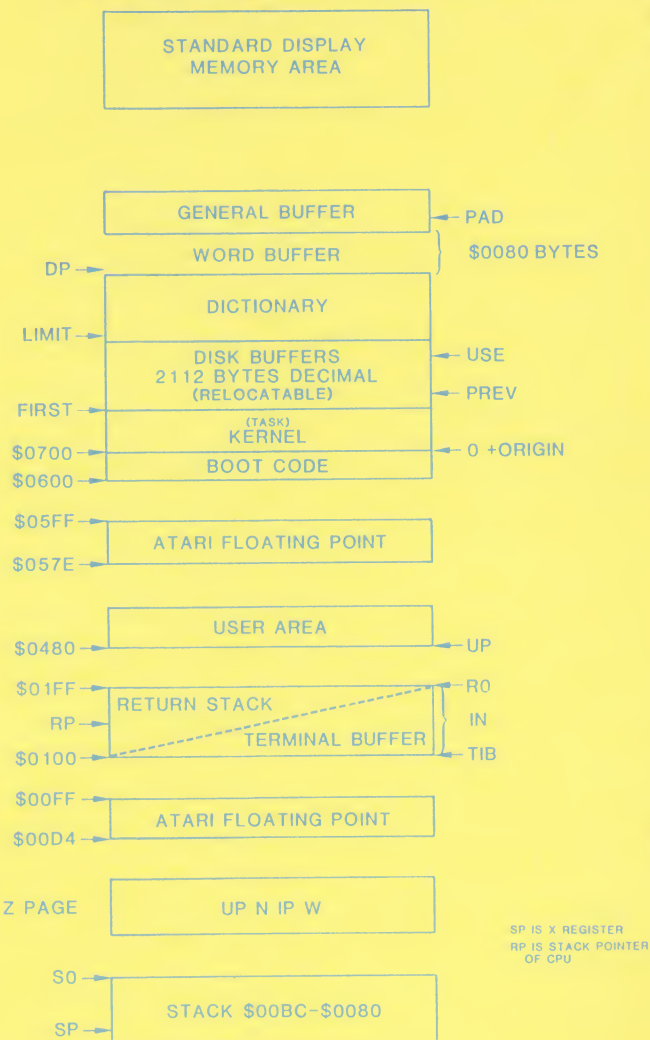 STANDARD DISPLAY
MEMORY AREA
GENERAL BUFFER
PAD
WORD BUFFER
$0080 BYTES
DP
DICTIONARY
LIMIT
DISK BUFFERS
USE
2112 BYTES DECIMAL
(RELOCATABLE)
PREV
FIRST
(TASK)
KERNEL
$0700
0 +ORIGIN
BOOT CODE
$0600
$05FF
ATARI FLOATING POINT
$057E
USER AREA
$0480
UP
$01FF
R0
RETURN STACK
RP
IN
TERMINAL BUFFER
$0100
TIB
$00FF
ATARI FLOATING POINT
$00D4
Z PAGE
UP N IP W
SP IS X REGISTER
RP IS STACK POINTER
OF CPU
S0
STACK $00BC-$0080
SP